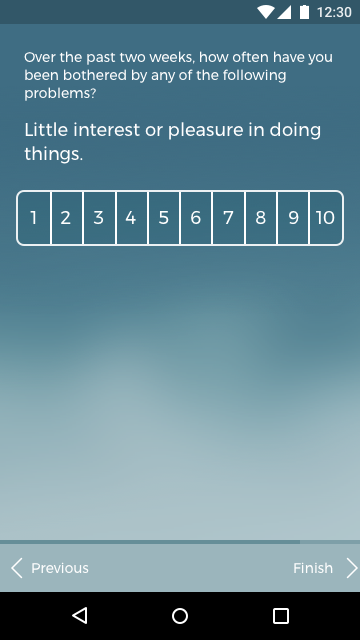 12:30
Over the past two weeks, how often have you
been bothered by any of the following
problems?
Little interest or pleasure in doing
things.
1 2 3 4 5 6 7 8 9 10
Previous Finish